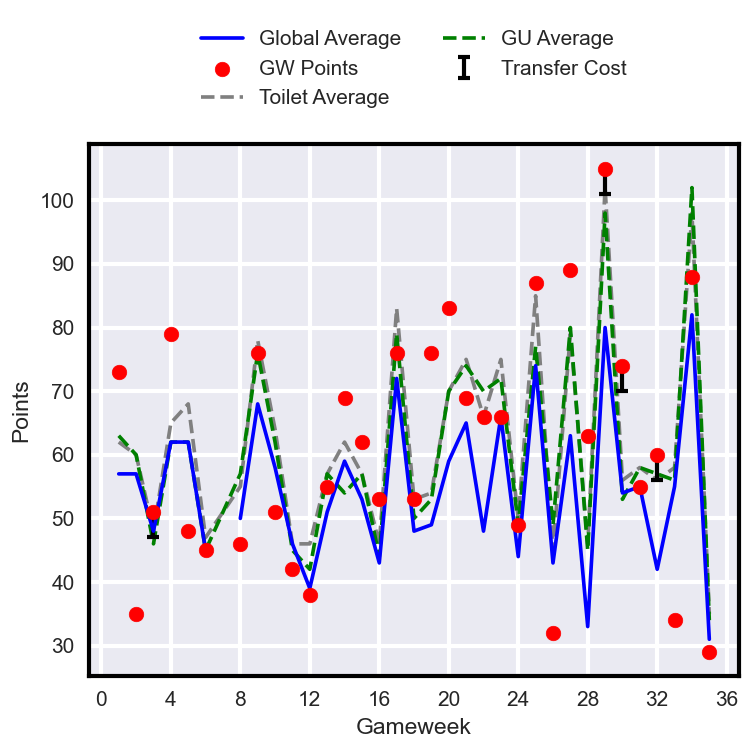 Global Average
GW Points
Toilet Average
GU Average
Transfer Cost
100
90
80
70
60
50
40
30
Points
0 4 8 12 16 20 24 28 32 36
Gameweek